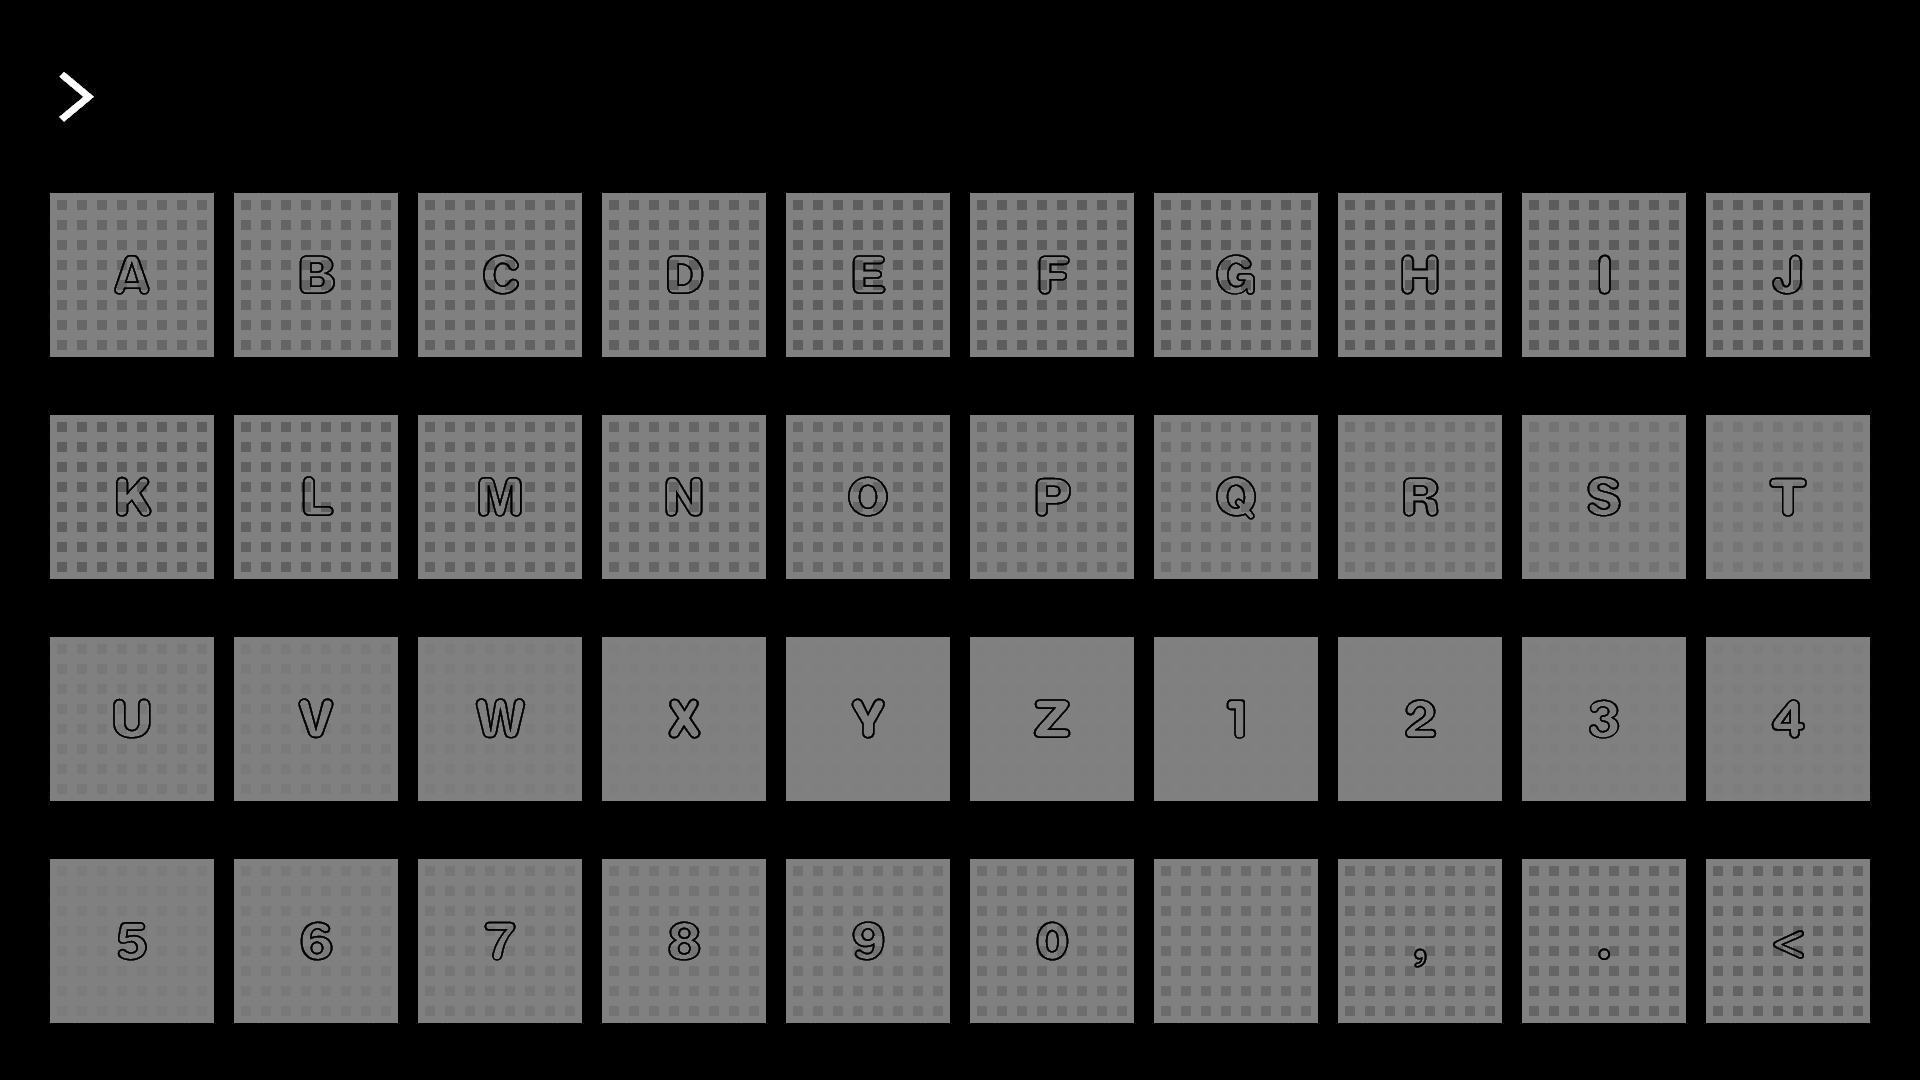 >
A B C D E F G H I J
K L M N O P Q R S T
U V W X Y Z 1 2 3 4
5 6 7 8 9 0 , . <